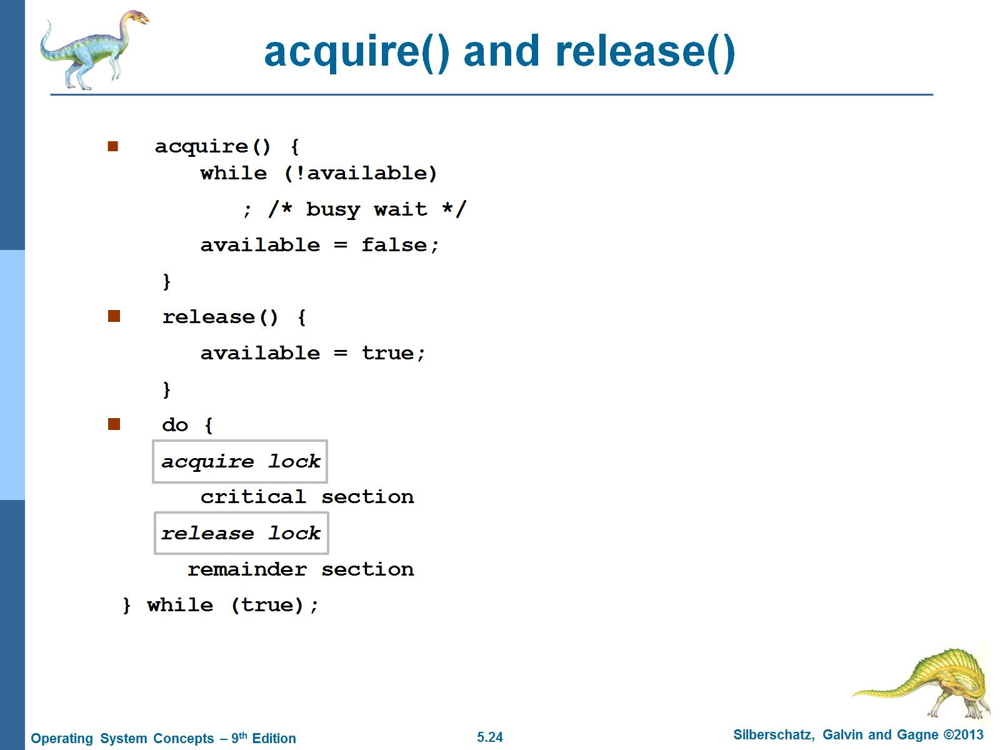 acquire() and release()
acquire() {
while (!available)
; /* busy wait */
available = false;
}
release() {
available = true;
}
do {
acquire lock
critical section
release lock
remainder section
} while (true);
Operating System Concepts – 9th Edition
5.24
Silberschatz, Galvin and Gagne ©2013